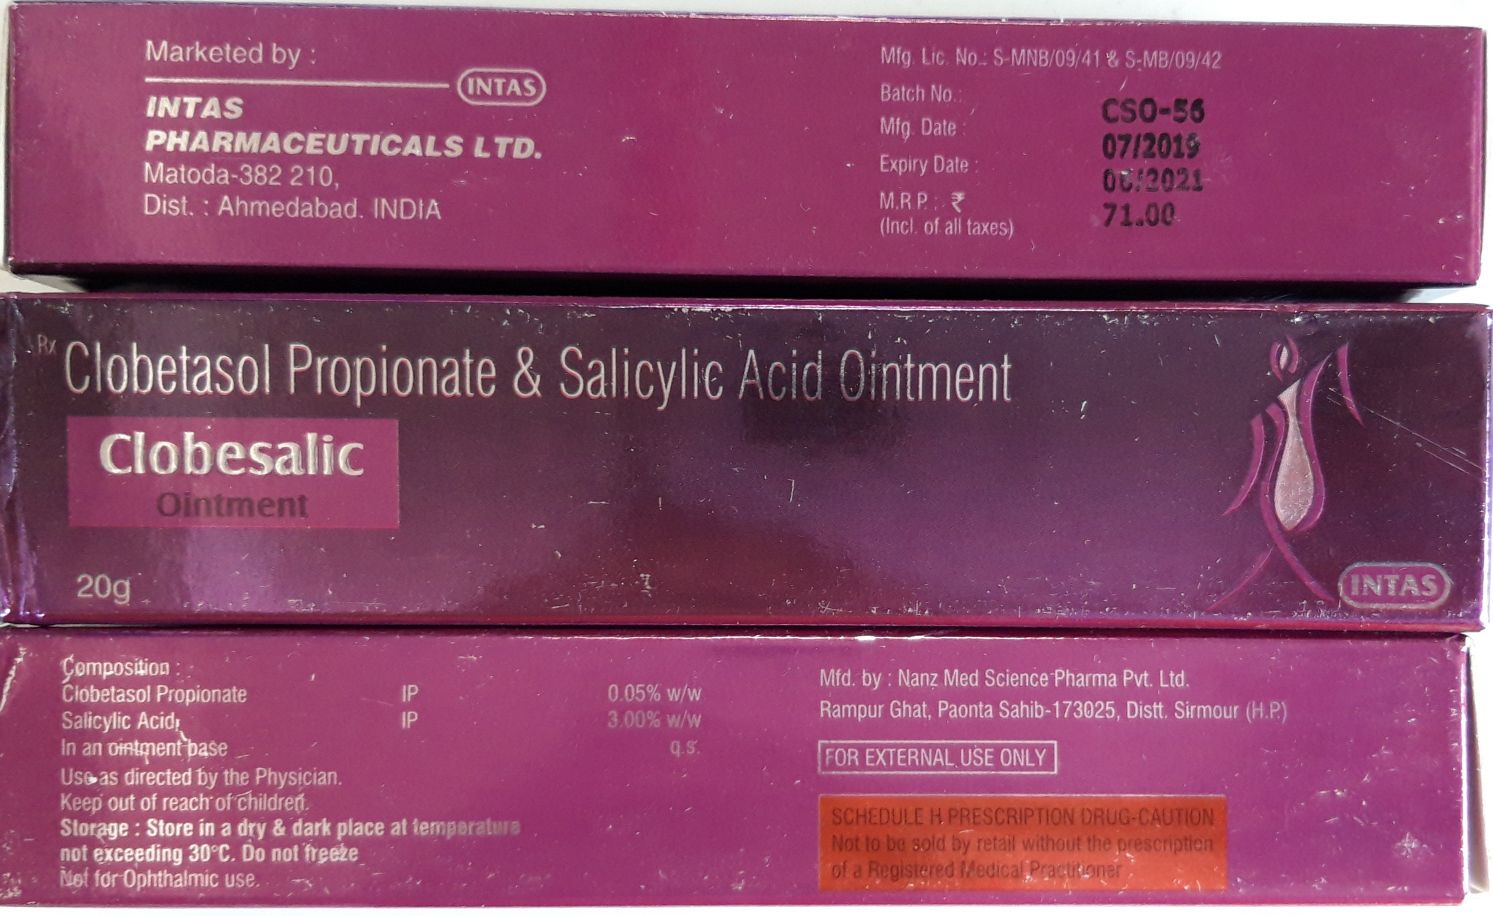 Marketed by :
INTAS
INTAS
PHARMACEUTICALS LTD.
Matoda-382 210,
Dist. : Ahmedabad. INDIA
Mfg. Lic. No.: S-MNB/09/41 & S-MB/09/42
Batch No.: CSO-56
Mfg. Date : 07/2019
Expiry Date : 06/2021
M.R.P.: ₹ 71.00
(Incl. of all taxes)
Rx Clobetasol Propionate & Salicylic Acid Ointment
Clobesalic
Ointment
20g
INTAS
Composition :
Clobetasol Propionate IP 0.05% w/w
Salicylic Acid IP 3.00% w/w
In an ointment base q.s.
Use as directed by the Physician.
Keep out of reach of children.
Storage : Store in a dry & dark place at temperature
not exceeding 30°C. Do not freeze
Not for Ophthalmic use.
Mfd. by : Nanz Med Science Pharma Pvt. Ltd.
Rampur Ghat, Paonta Sahib-173025, Distt. Sirmour (H.P.)
FOR EXTERNAL USE ONLY
SCHEDULE H PRESCRIPTION DRUG-CAUTION
Not to be sold by retail without the prescription
of a Registered Medical Practitioner